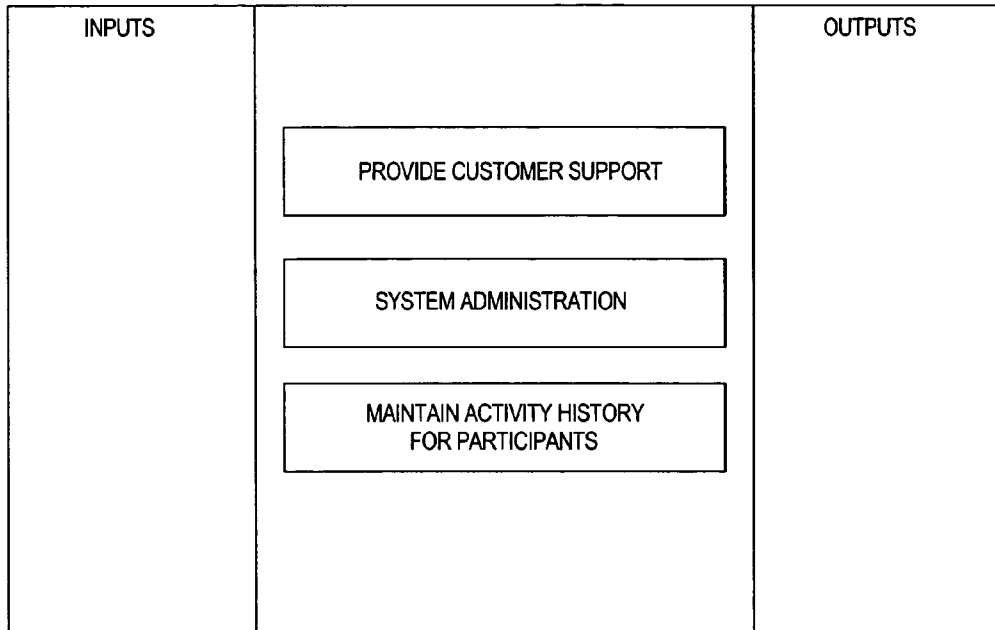 INPUTS
OUTPUTS
PROVIDE CUSTOMER SUPPORT
SYSTEM ADMINISTRATION
MAINTAIN ACTIVITY HISTORY
FOR PARTICIPANTS